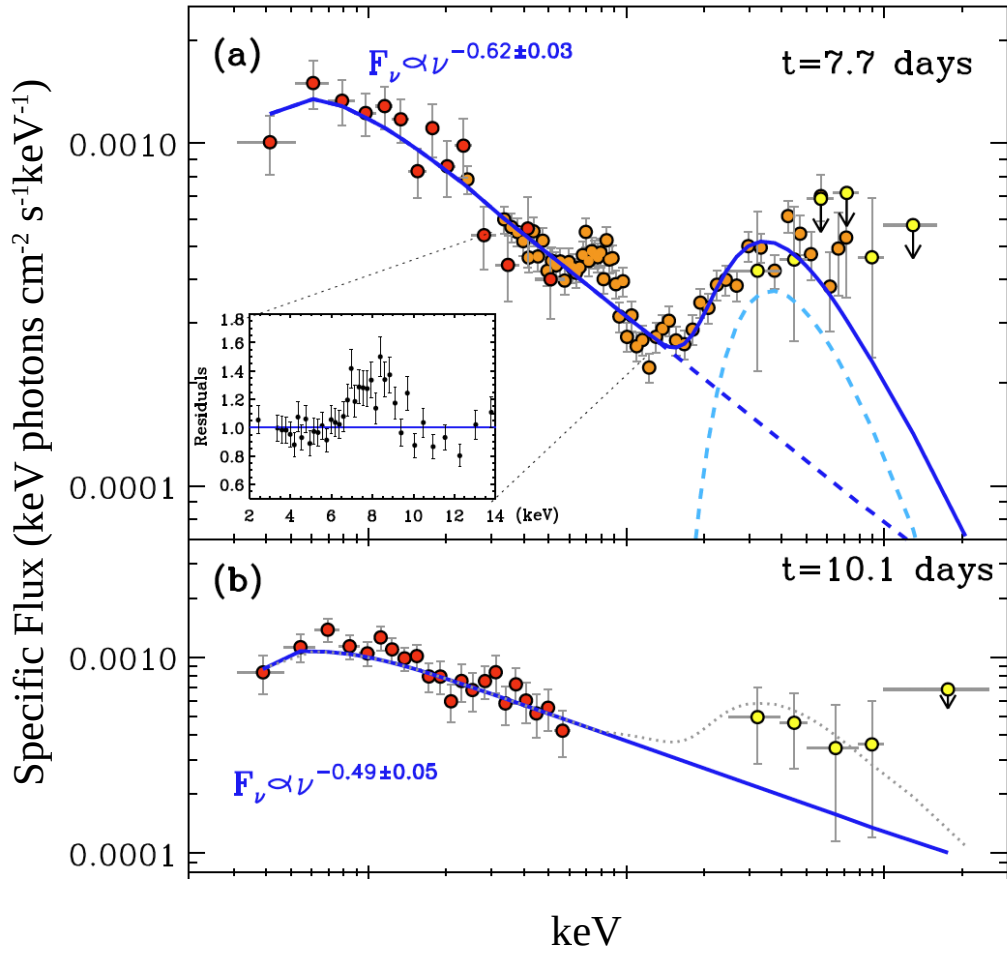 Specific Flux (keV photons cm⁻² s⁻¹keV⁻¹)
(a)
F_ν ∝ ν^−0.62±0.03
t=7.7 days
0.0010
0.0001
Residuals
1.8
1.6
1.4
1.2
1.0
0.8
0.6
2 4 6 8 10 12 14 (keV)
(b)
t=10.1 days
0.0010
0.0001
F_ν ∝ ν^−0.49±0.05
keV